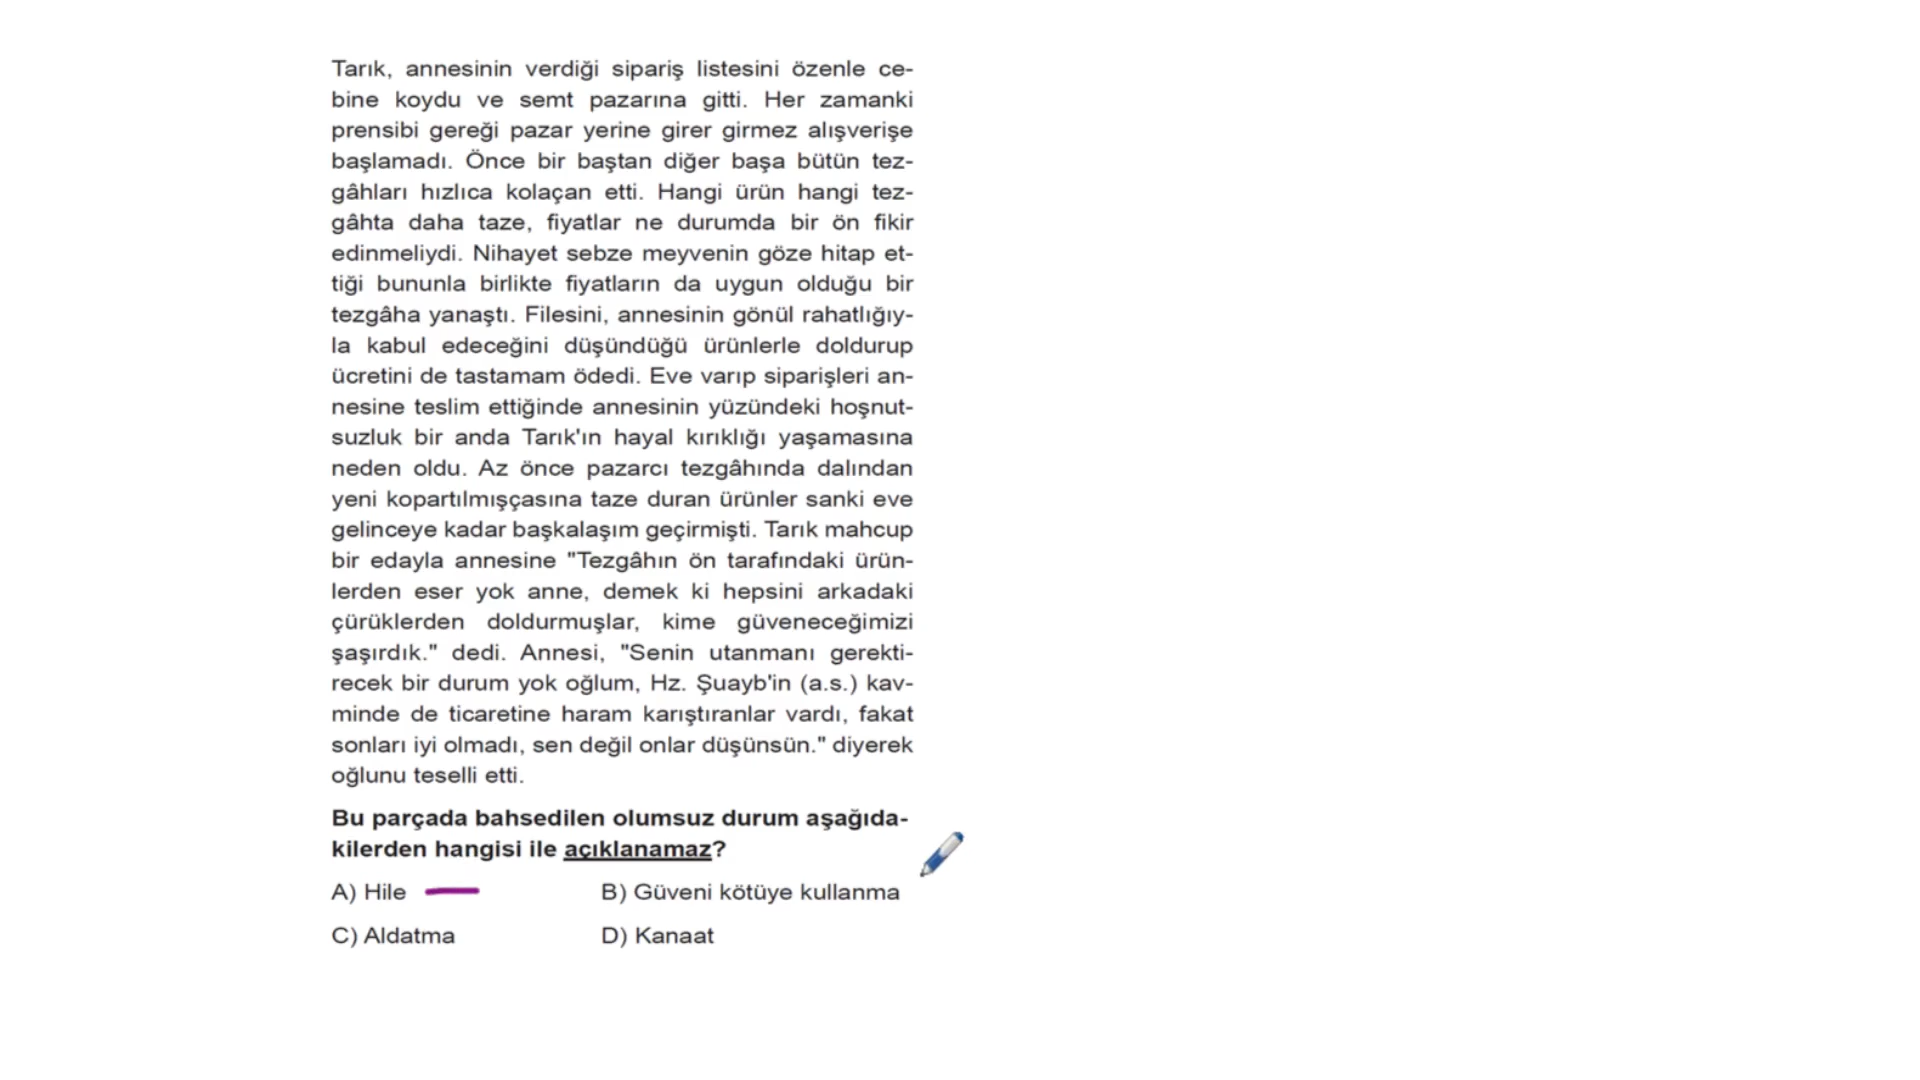 Tarık, annesinin verdiği sipariş listesini özenle ce-
bine koydu ve semt pazarına gitti. Her zamanki
prensibi gereği pazar yerine girer girmez alışverişe
başlamadı. Önce bir baştan diğer başa bütün tez-
gâhları hızlıca kolaçan etti. Hangi ürün hangi tez-
gâhta daha taze, fiyatlar ne durumda bir ön fikir
edinmeliydi. Nihayet sebze meyvenin göze hitap et-
tiği bununla birlikte fiyatların da uygun olduğu bir
tezgâha yanaştı. Filesini, annesinin gönül rahatlığıy-
la kabul edeceğini düşündüğü ürünlerle doldurup
ücretini de tastamam ödedi. Eve varıp siparişleri an-
nesine teslim ettiğinde annesinin yüzündeki hoşnut-
suzluk bir anda Tarık'ın hayal kırıklığı yaşamasına
neden oldu. Az önce pazarcı tezgâhında dalından
yeni kopartılmışçasına taze duran ürünler sanki eve
gelinceye kadar başkalaşım geçirmişti. Tarık mahcup
bir edayla annesine "Tezgâhın ön tarafındaki ürün-
lerden eser yok anne, demek ki hepsini arkadaki
çürüklerden doldurmuşlar, kime güveneceğimizi
şaşırdık." dedi. Annesi, "Senin utanmanı gerekti-
recek bir durum yok oğlum, Hz. Şuayb'in (a.s.) kav-
minde de ticaretine haram karıştıranlar vardı, fakat
sonları iyi olmadı, sen değil onlar düşünsün." diyerek
oğlunu teselli etti.
Bu parçada bahsedilen olumsuz durum aşağıda-
kilerden hangisi ile açıklanamaz?
A) Hile B) Güveni kötüye kullanma
C) Aldatma D) Kanaat